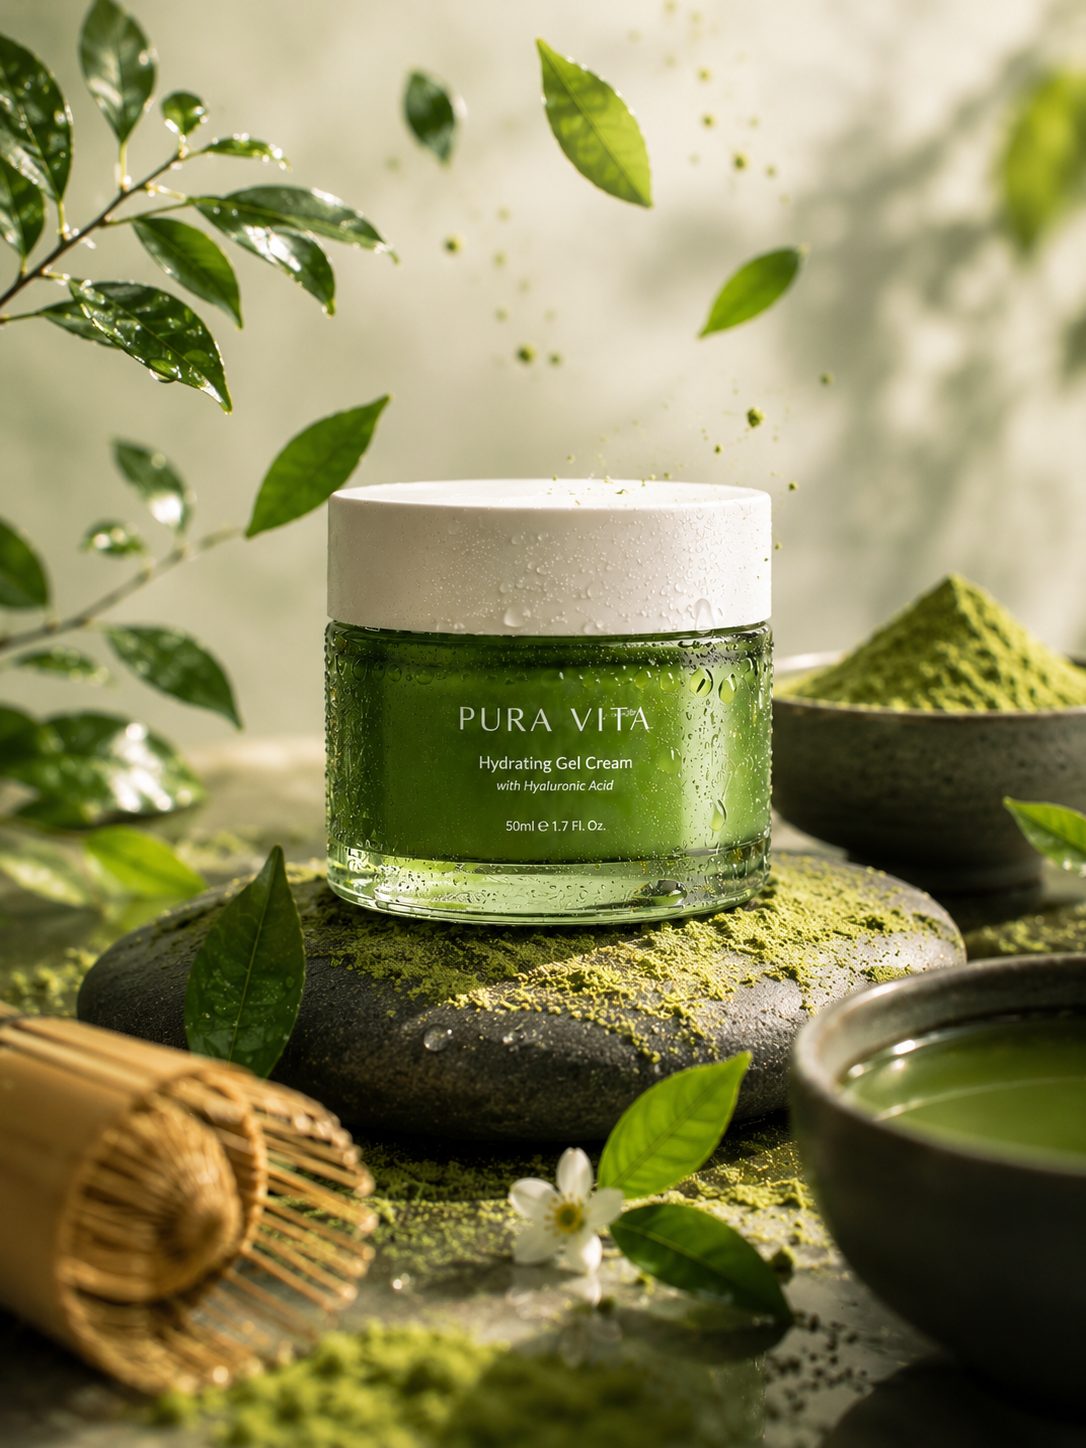 PURA VITA
Hydrating Gel Cream
with Hyaluronic Acid
50ml ℮ 1.7 Fl. Oz.